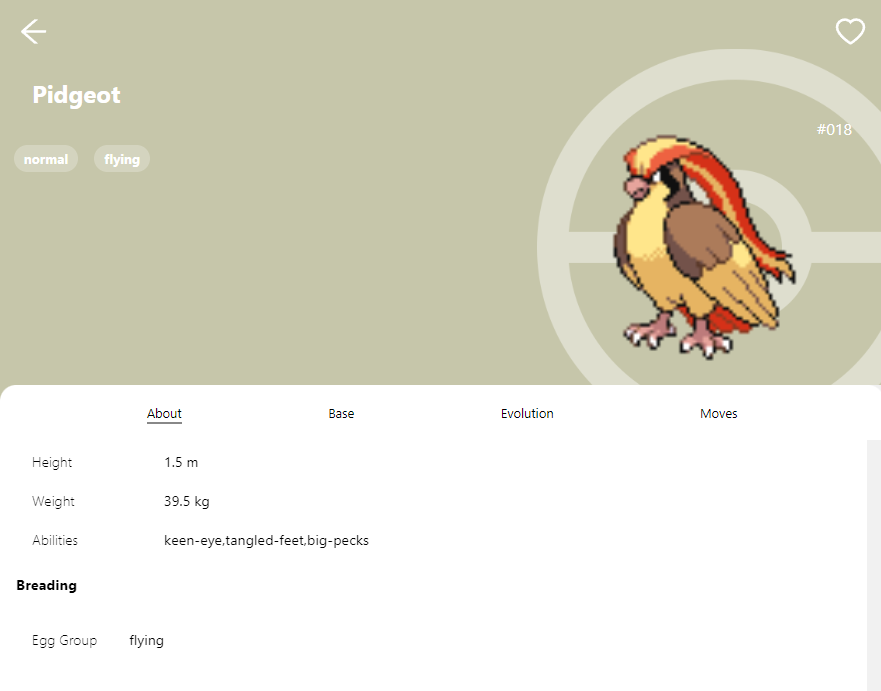 Pidgeot
#018
normal flying
About Base Evolution Moves
Height 1.5 m
Weight 39.5 kg
Abilities keen-eye,tangled-feet,big-pecks
Breading
Egg Group flying